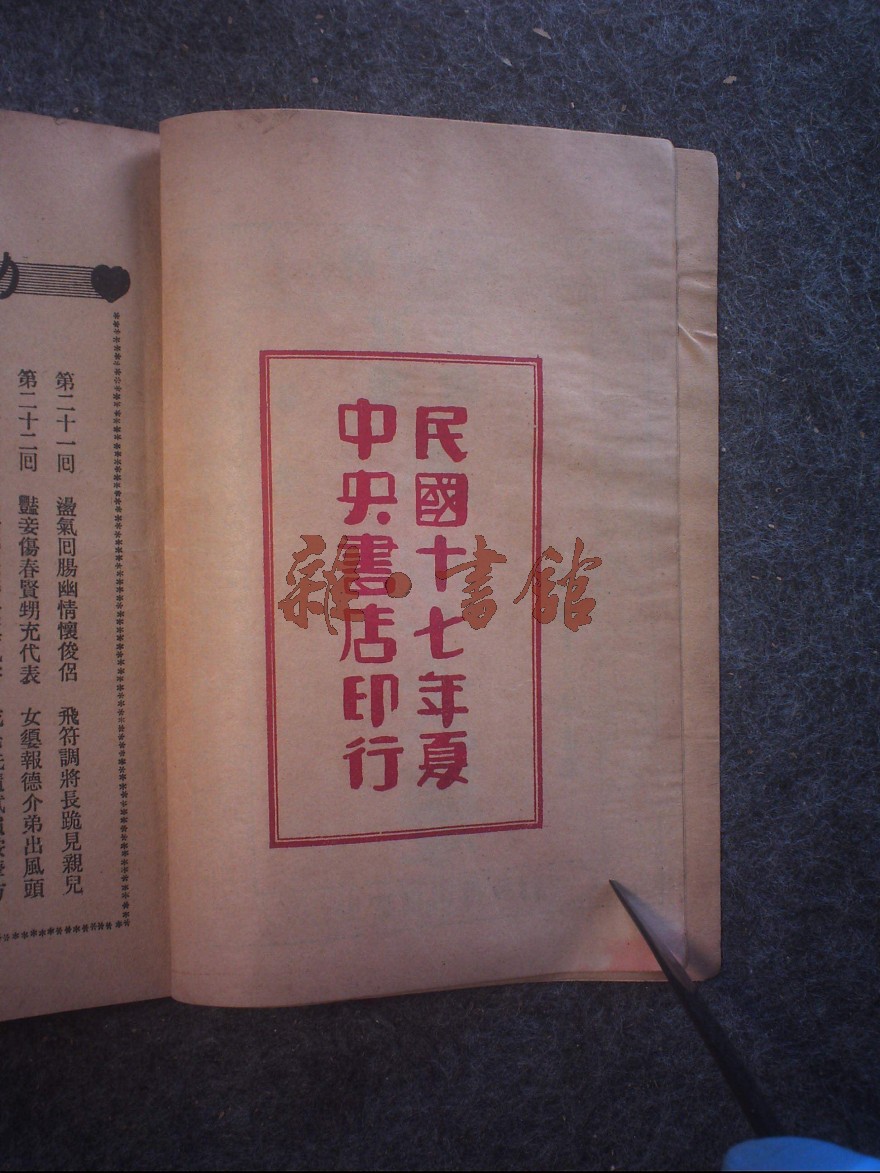 民國十七年夏
中央書店印行
雜·書館
第二十一回 盪氣回腸幽情懷俊侶 飛符調將長跪見親兒
第二十二回 豔妾傷春賢甥充代表 女嬃報德介弟出風頭